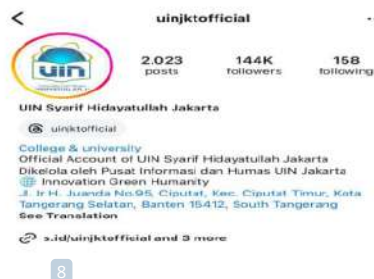 uinjktofficial
uin
2.023 144K 158
posts followers following
UIN Syarif Hidayatullah Jakarta
uinjktofficial
College & university
Official Account of UIN Syarif Hidayatullah Jakarta
Dikelola oleh Pusat Informasi dan Humas UIN Jakarta
Innovation Green Humanity
Jl. Ir H. Juanda No.95, Ciputat, Kec. Ciputat Timur, Kota
Tangerang Selatan, Banten 15412, South Tangerang
See Translation
s.id/uinjktofficial and 3 more
8